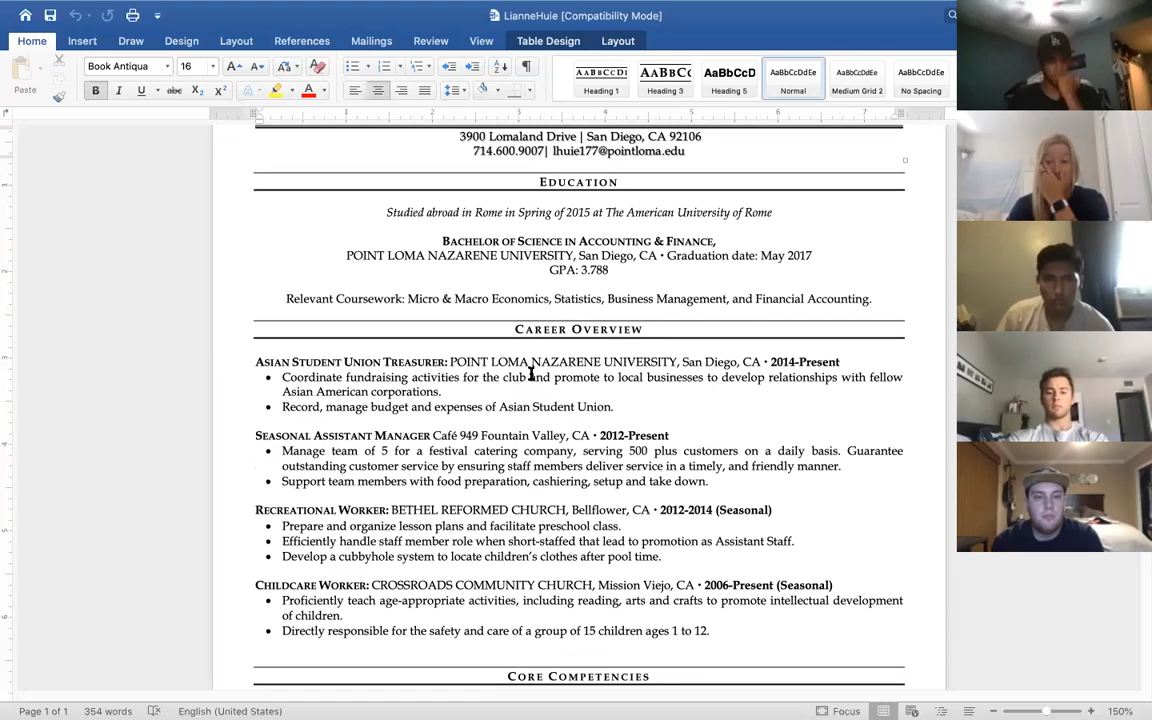 LianneHuie [Compatibility Mode]
Home Insert Draw Design Layout References Mailings Review View Table Design Layout
Paste
Book Antiqua 16
AaBbCcDc Heading 1
AaBbCc Heading 3
AaBbCcD Heading 5
AaBbCcDdEe Normal
AaBbCcDdEe Medium Grid 2
AaBbCcDdEe No Spacing
1 2 3 4 5 6 7
3900 Lomaland Drive | San Diego, CA 92106
714.600.9007| lhuie177@pointloma.edu
EDUCATION
Studied abroad in Rome in Spring of 2015 at The American University of Rome
BACHELOR OF SCIENCE IN ACCOUNTING & FINANCE,
POINT LOMA NAZARENE UNIVERSITY, San Diego, CA • Graduation date: May 2017
GPA: 3.788
Relevant Coursework: Micro & Macro Economics, Statistics, Business Management, and Financial Accounting.
CAREER OVERVIEW
ASIAN STUDENT UNION TREASURER: POINT LOMA NAZARENE UNIVERSITY, San Diego, CA • 2014-Present
• Coordinate fundraising activities for the club and promote to local businesses to develop relationships with fellow
Asian American corporations.
• Record, manage budget and expenses of Asian Student Union.
SEASONAL ASSISTANT MANAGER Café 949 Fountain Valley, CA • 2012-Present
• Manage team of 5 for a festival catering company, serving 500 plus customers on a daily basis. Guarantee
outstanding customer service by ensuring staff members deliver service in a timely, and friendly manner.
• Support team members with food preparation, cashiering, setup and take down.
RECREATIONAL WORKER: BETHEL REFORMED CHURCH, Bellflower, CA • 2012-2014 (Seasonal)
• Prepare and organize lesson plans and facilitate preschool class.
• Efficiently handle staff member role when short-staffed that lead to promotion as Assistant Staff.
• Develop a cubbyhole system to locate children's clothes after pool time.
CHILDCARE WORKER: CROSSROADS COMMUNITY CHURCH, Mission Viejo, CA • 2006-Present (Seasonal)
• Proficiently teach age-appropriate activities, including reading, arts and crafts to promote intellectual development
of children.
• Directly responsible for the safety and care of a group of 15 children ages 1 to 12.
CORE COMPETENCIES
Page 1 of 1 354 words English (United States) Focus 150%